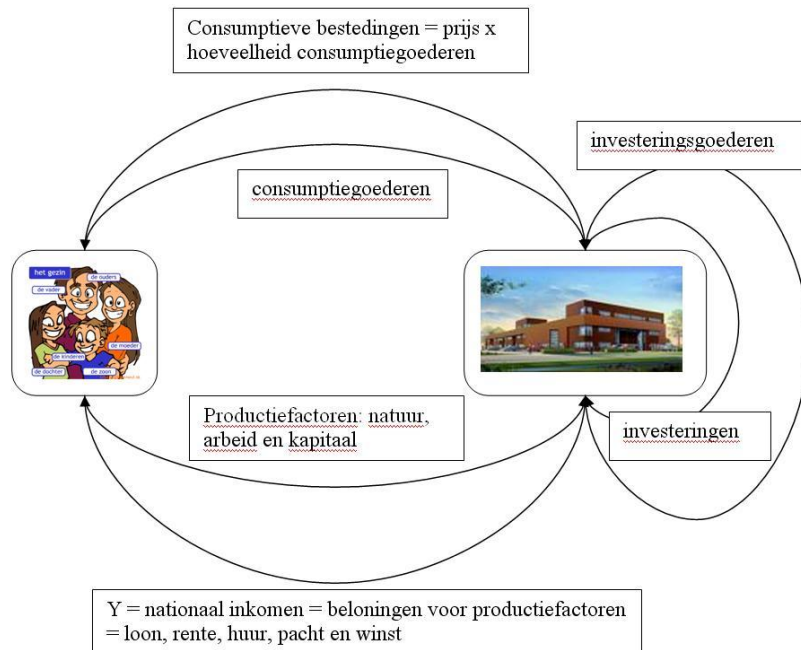 Consumptieve bestedingen = prijs x
hoeveelheid consumptiegoederen
investeringsgoederen
consumptiegoederen
het gezin
de ouders
de vader
de moeder
de kinderen
de dochter
de zoon
Productiefactoren: natuur,
arbeid en kapitaal
investeringen
Y = nationaal inkomen = beloningen voor productiefactoren
= loon, rente, huur, pacht en winst